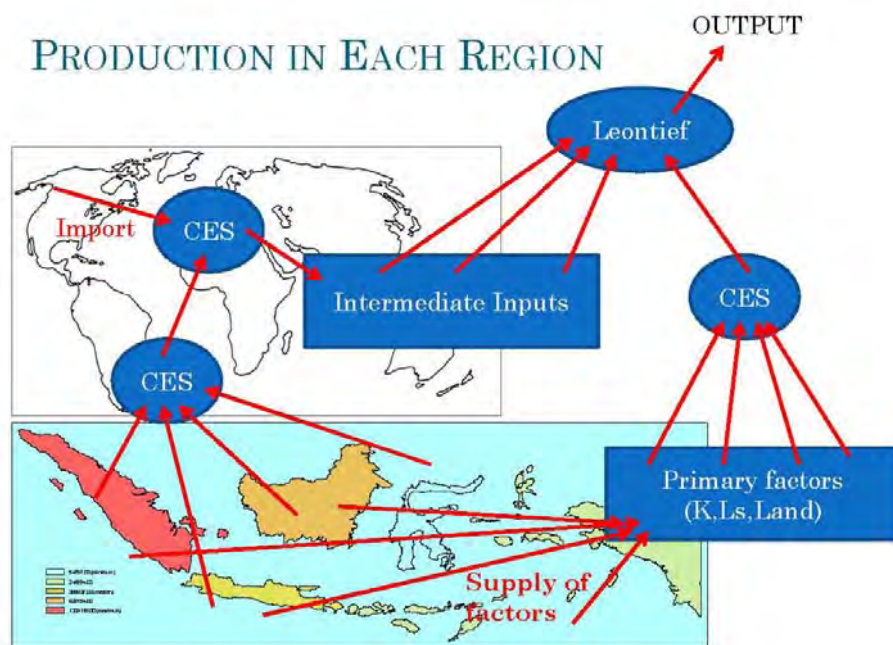 PRODUCTION IN EACH REGION
OUTPUT
Leontief
Import
CES
Intermediate Inputs
CES
CES
Primary factors
(K,Ls,Land)
Supply of
factors